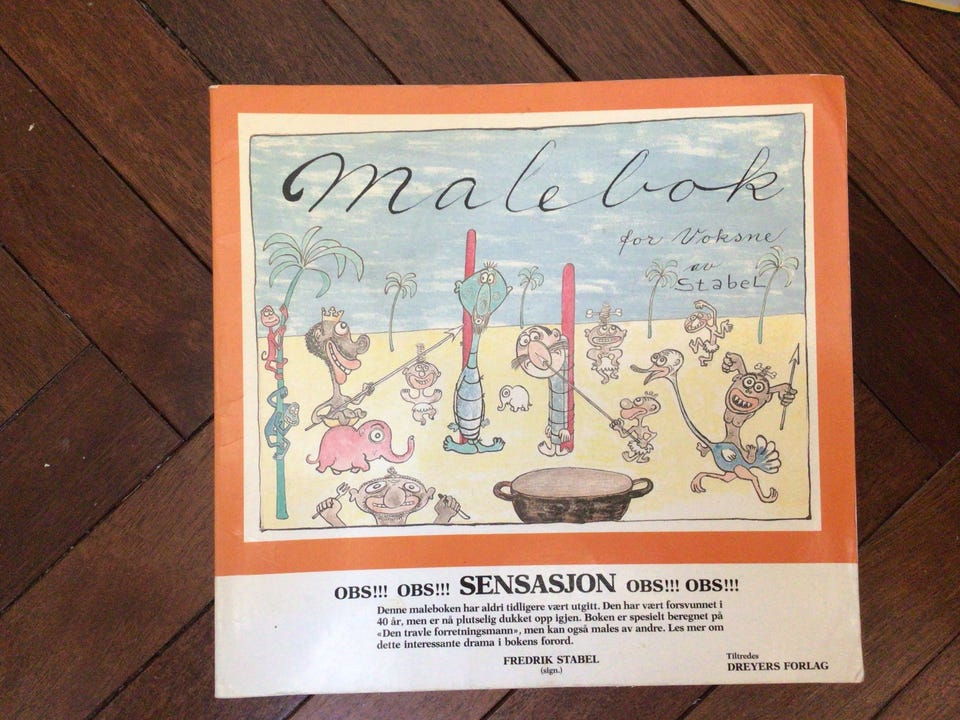 Malebok
for Voksne
av
Stabel
OBS!!! OBS!!! SENSASJON OBS!!! OBS!!!
Denne maleboken har aldri tidligere vært utgitt. Den har vært forsvunnet i
40 år, men er nå plutselig dukket opp igjen. Boken er spesielt beregnet på
«Den travle forretningsmann», men kan også males av andre. Les mer om
dette interessante drama i bokens forord.
FREDRIK STABEL
(sign.)
Tiltredes
DREYERS FORLAG